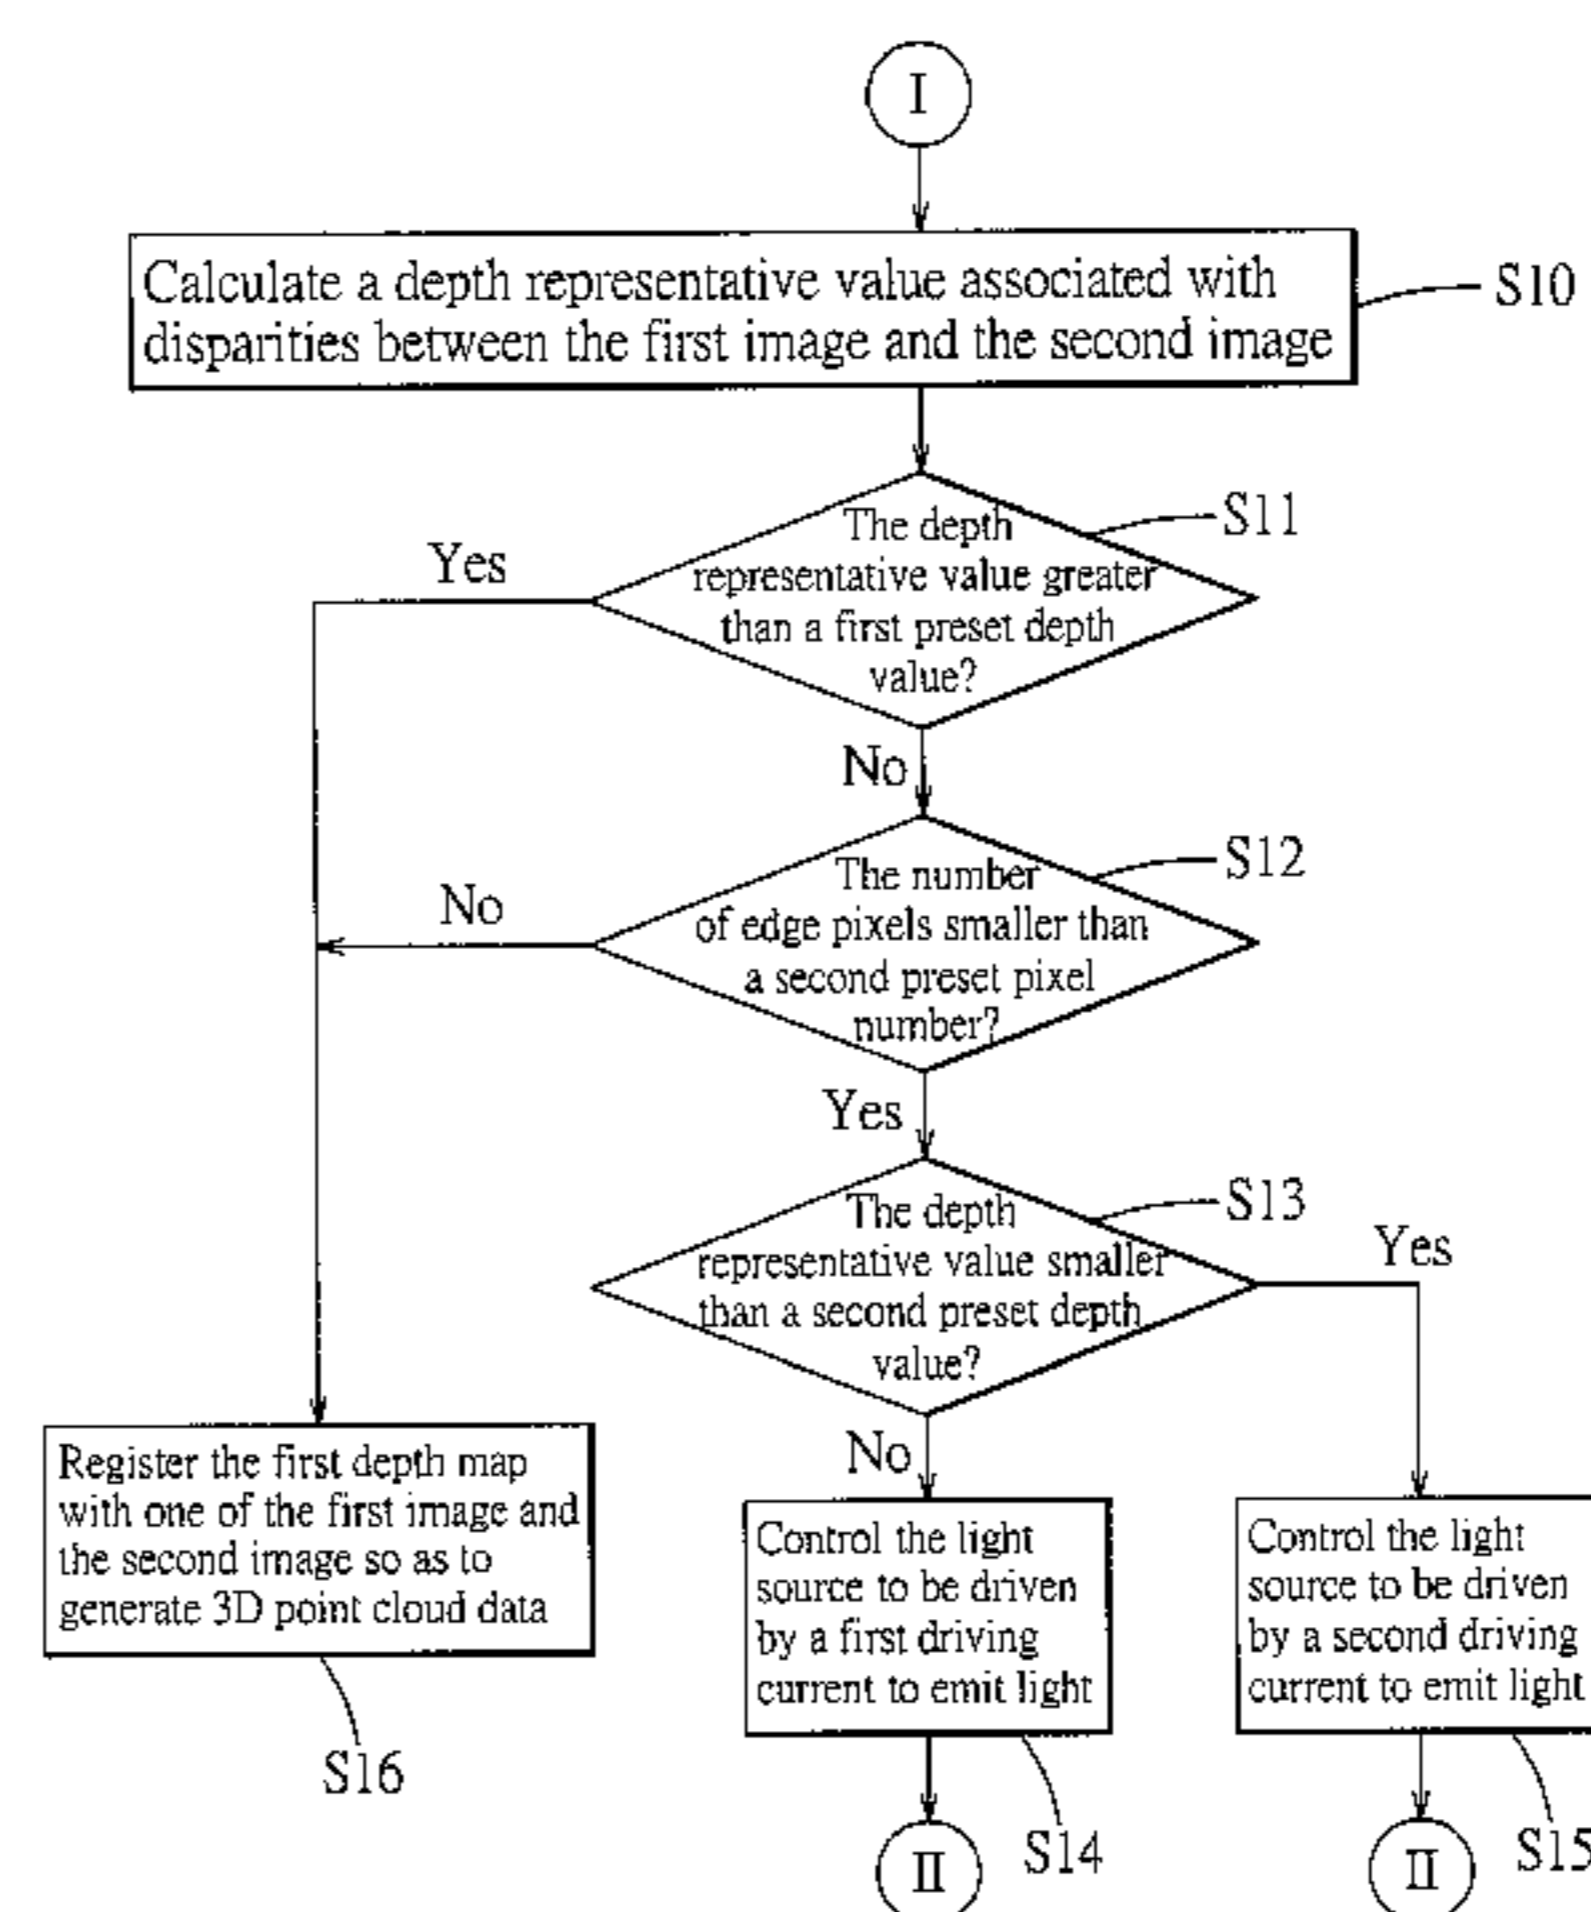 I
Calculate a depth representative value associated with
disparities between the first image and the second image
S10
The depth
representative value greater
than a first preset depth
value?
S11
Yes
No
The number
of edge pixels smaller than
a second preset pixel
number?
S12
No
Yes
The depth
representative value smaller
than a second preset depth
value?
S13
Yes
No
Register the first depth map
with one of the first image and
the second image so as to
generate 3D point cloud data
S16
Control the light
source to be driven
by a first driving
current to emit light
S14
II
Control the light
source to be driven
by a second driving
current to emit light
S15
II